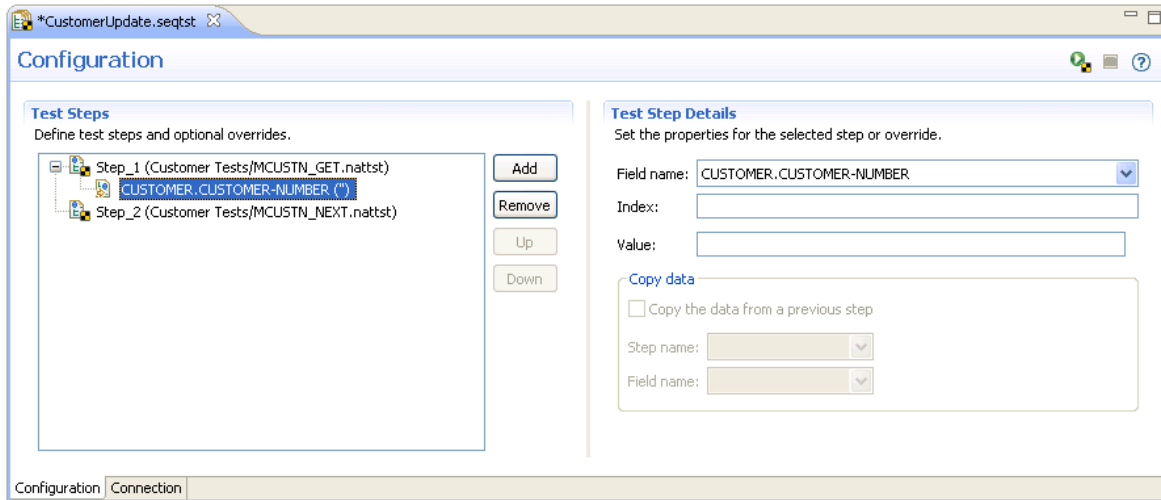 *CustomerUpdate.seqtst
Configuration
Test Steps
Define test steps and optional overrides.
Step_1 (Customer Tests/MCUSTN_GET.nattst)
CUSTOMER.CUSTOMER-NUMBER ('')
Step_2 (Customer Tests/MCUSTN_NEXT.nattst)
Add
Remove
Up
Down
Test Step Details
Set the properties for the selected step or override.
Field name: CUSTOMER.CUSTOMER-NUMBER
Index:
Value:
Copy data
Copy the data from a previous step
Step name:
Field name:
Configuration Connection